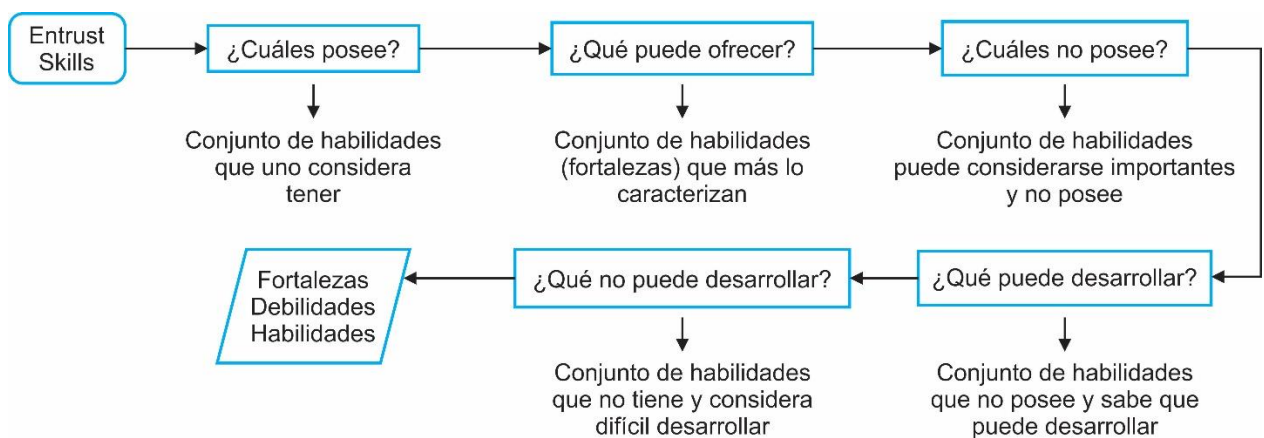 Entrust
Skills
¿Cuáles posee?
¿Qué puede ofrecer?
¿Cuáles no posee?
Conjunto de habilidades
que uno considera
tener
Conjunto de habilidades
(fortalezas) que más lo
caracterizan
Conjunto de habilidades
puede considerarse importantes
y no posee
¿Qué puede desarrollar?
¿Qué no puede desarrollar?
Fortalezas
Debilidades
Habilidades
Conjunto de habilidades
que no posee y sabe que
puede desarrollar
Conjunto de habilidades
que no tiene y considera
difícil desarrollar